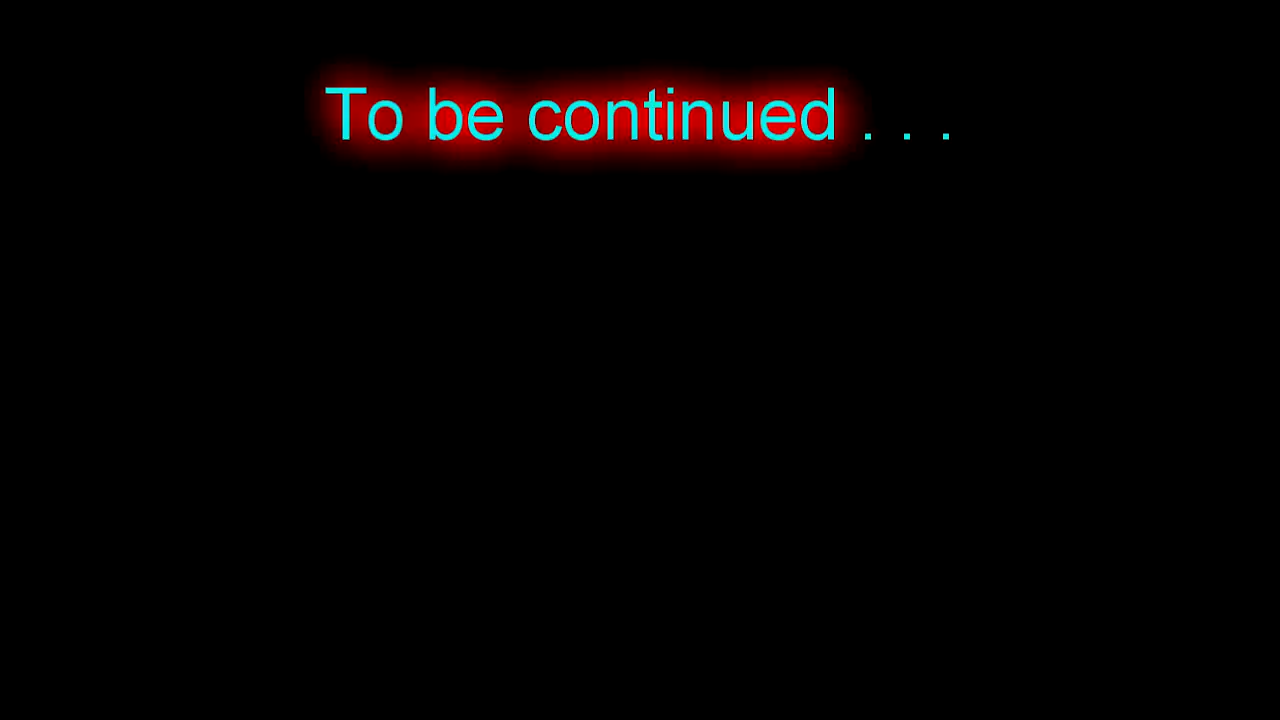 To be continued . . .